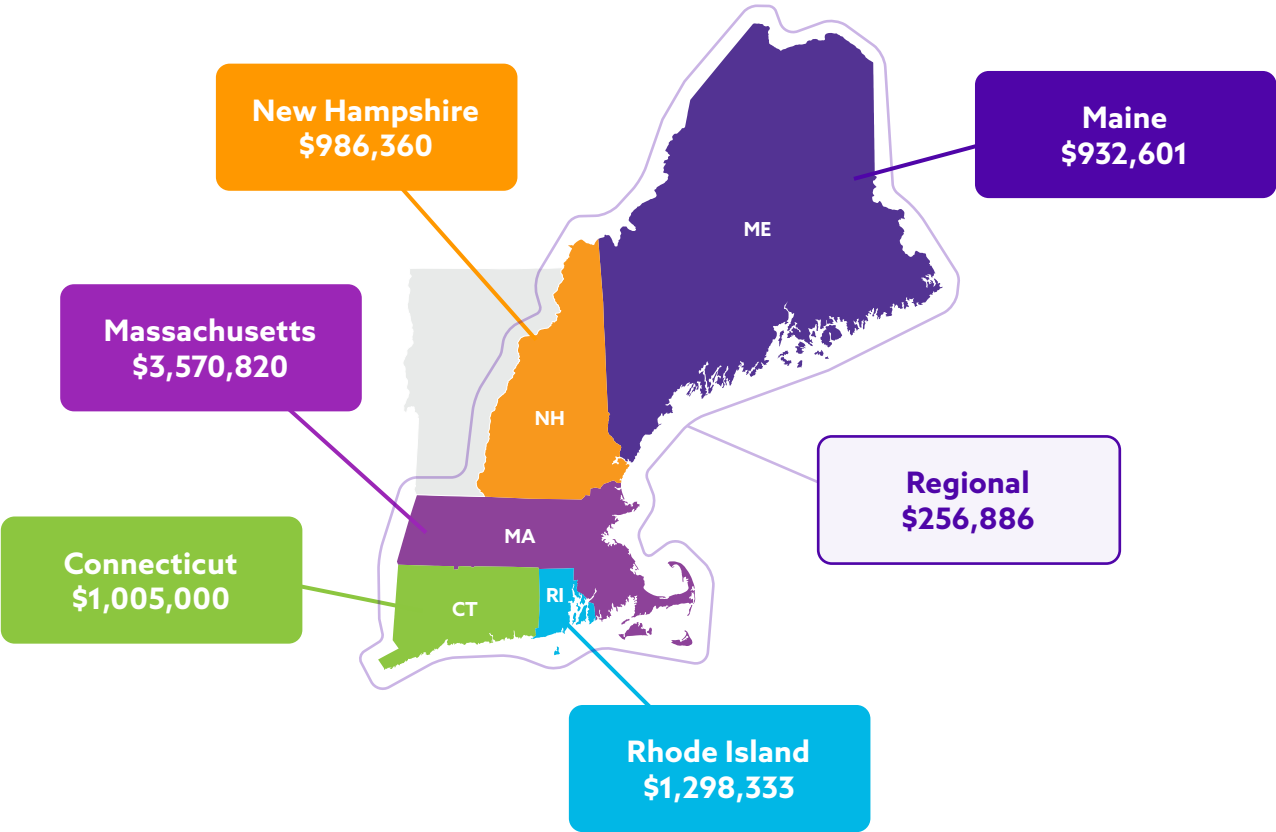 New Hampshire
$986,360
Maine
$932,601
ME
Massachusetts
$3,570,820
NH
Regional
$256,886
MA
Connecticut
$1,005,000
CT
RI
Rhode Island
$1,298,333